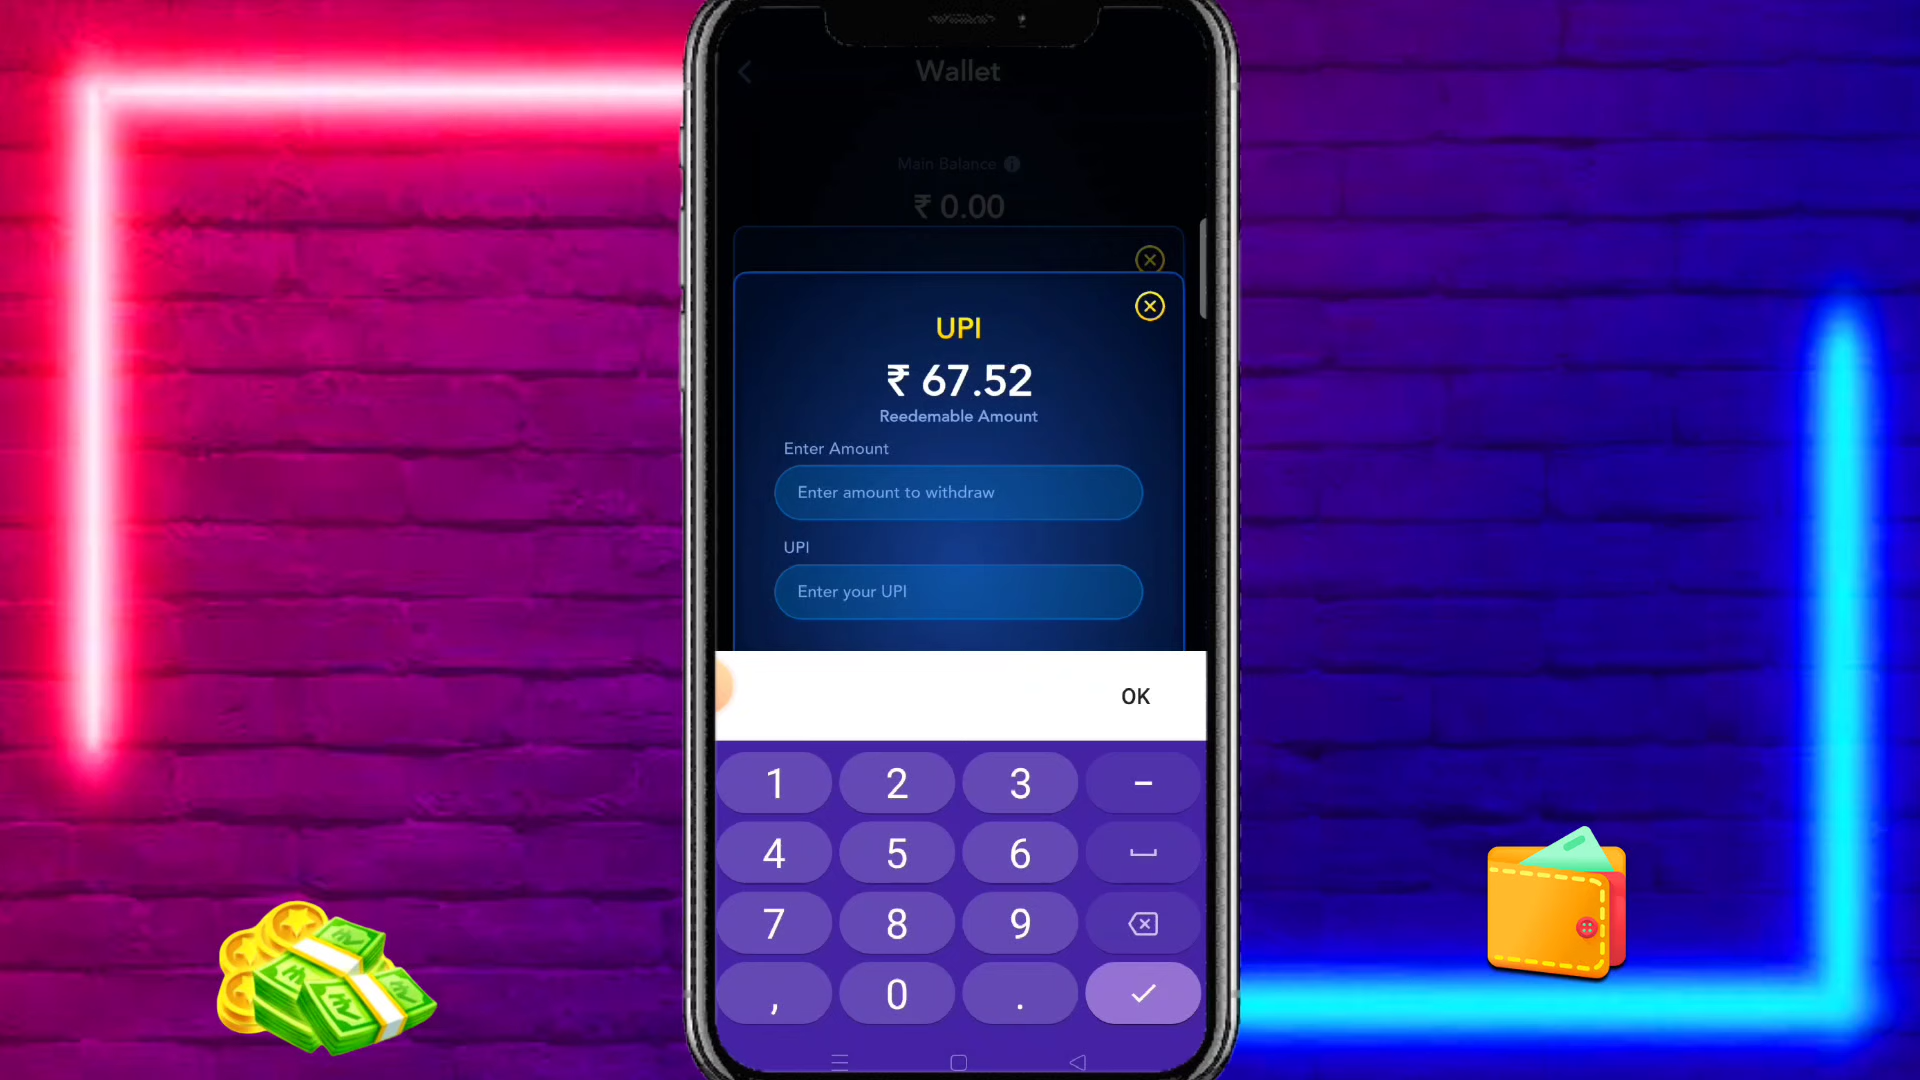 Wallet
Main Balance
₹ 0.00
UPI
₹ 67.52
Reedemable Amount
Enter Amount
Enter amount to withdraw
UPI
Enter your UPI
OK
1 2 3 -
4 5 6
7 8 9
, 0 .